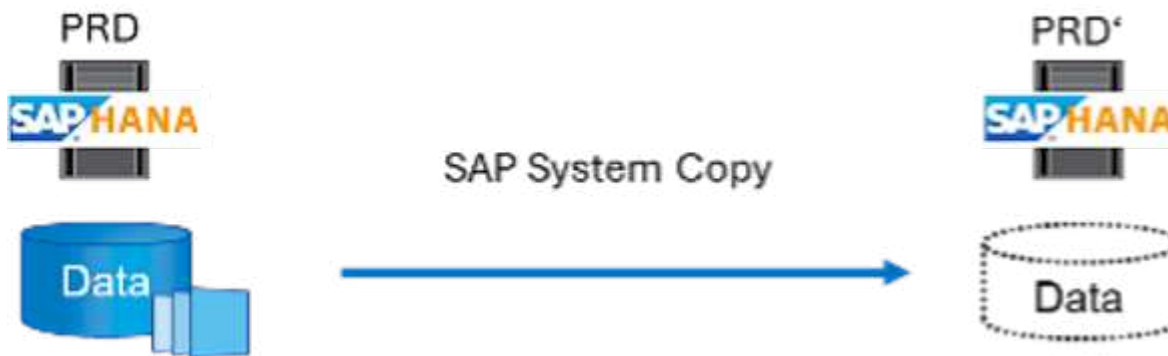 PRD
PRD‘
SAP HANA
SAP HANA
SAP System Copy
Data
Data